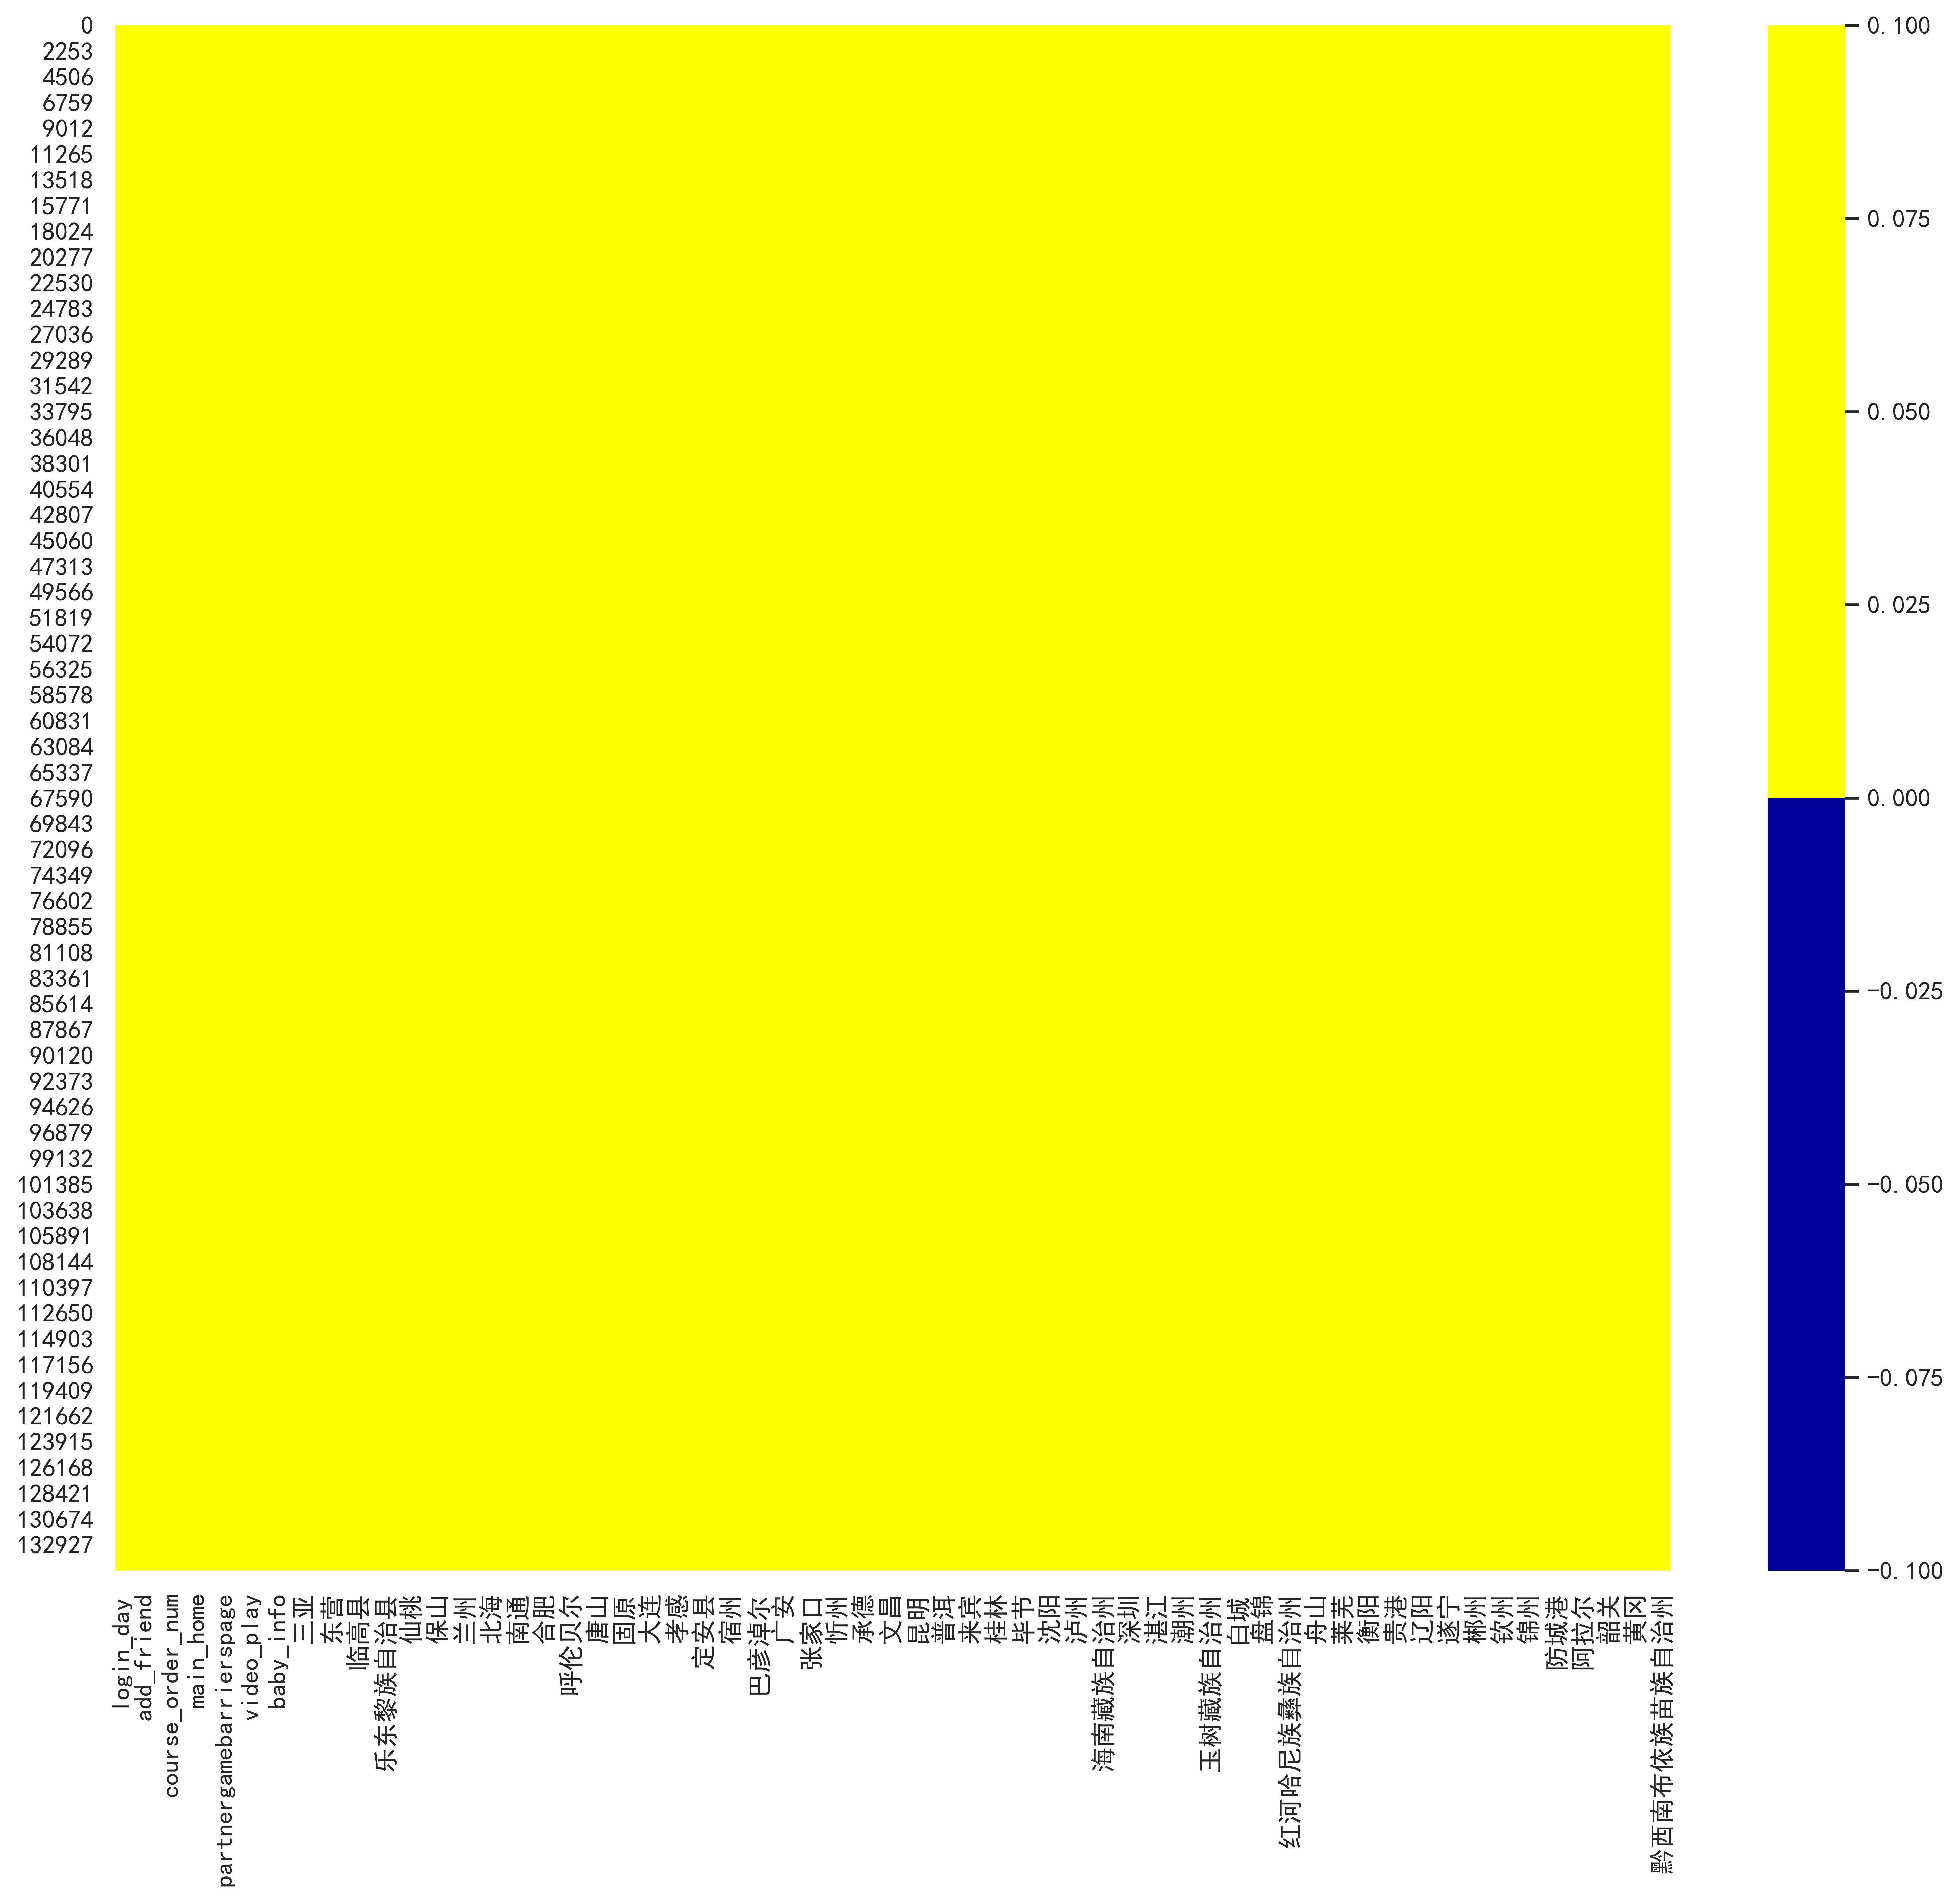 0
2253
4506
6759
9012
11265
13518
15771
18024
20277
22530
24783
27036
29289
31542
33795
36048
38301
40554
42807
45060
47313
49566
51819
54072
56325
58578
60831
63084
65337
67590
69843
72096
74349
76602
78855
81108
83361
85614
87867
90120
92373
94626
96879
99132
101385
103638
105891
108144
110397
112650
114903
117156
119409
121662
123915
126168
128421
130674
132927
login_day
add_friend
course_order_num
main_home
partnergamebarrierspage
video_play
baby_info
三亚
东营
临高县
乐东黎族自治县
仙桃
保山
兰州
北海
南通
合肥
呼伦贝尔
唐山
固原
大连
孝感
定安县
宿州
巴彦淖尔
广安
张家口
忻州
承德
文昌
昆明
普洱
来宾
桂林
毕节
沈阳
泸州
海南藏族自治州
深圳
湛江
潮州
玉树藏族自治州
白城
盘锦
红河哈尼族彝族自治州
舟山
莱芜
衡阳
贵港
辽阳
遂宁
郴州
钦州
锦州
防城港
阿拉尔
韶关
黄冈
黔西南布依族苗族自治州
0.100
0.075
0.050
0.025
0.000
−0.025
−0.050
−0.075
−0.100